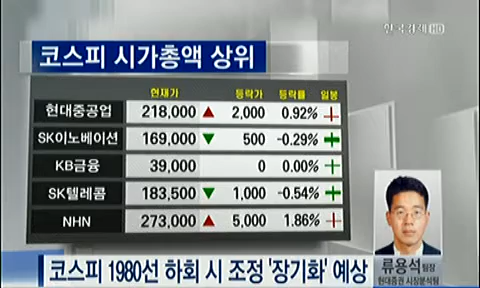 한국경제 HD
코스피 시가총액 상위
현재가 등락가 등락률 일봉
현대중공업 218,000 ▲ 2,000 0.92%
SK이노베이션 169,000 ▼ 500 -0.29%
KB금융 39,000 0 0.00%
SK텔레콤 183,500 ▼ 1,000 -0.54%
NHN 273,000 ▲ 5,000 1.86%
류용석 팀장
현대증권 시장분석팀
코스피 1980선 하회 시 조정 '장기화' 예상